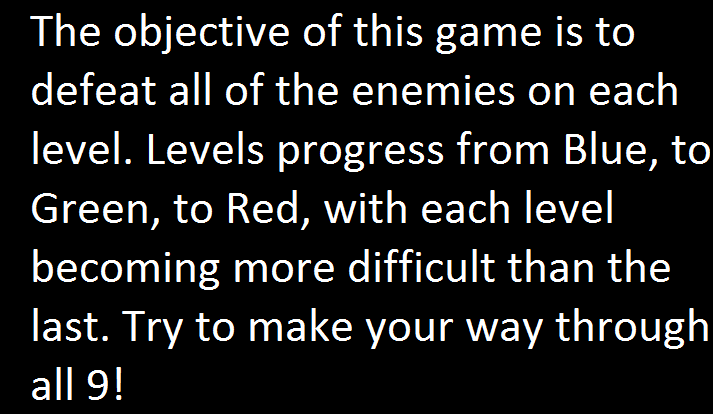 The objective of this game is to
defeat all of the enemies on each
level. Levels progress from Blue, to
Green, to Red, with each level
becoming more difficult than the
last. Try to make your way through
all 9!